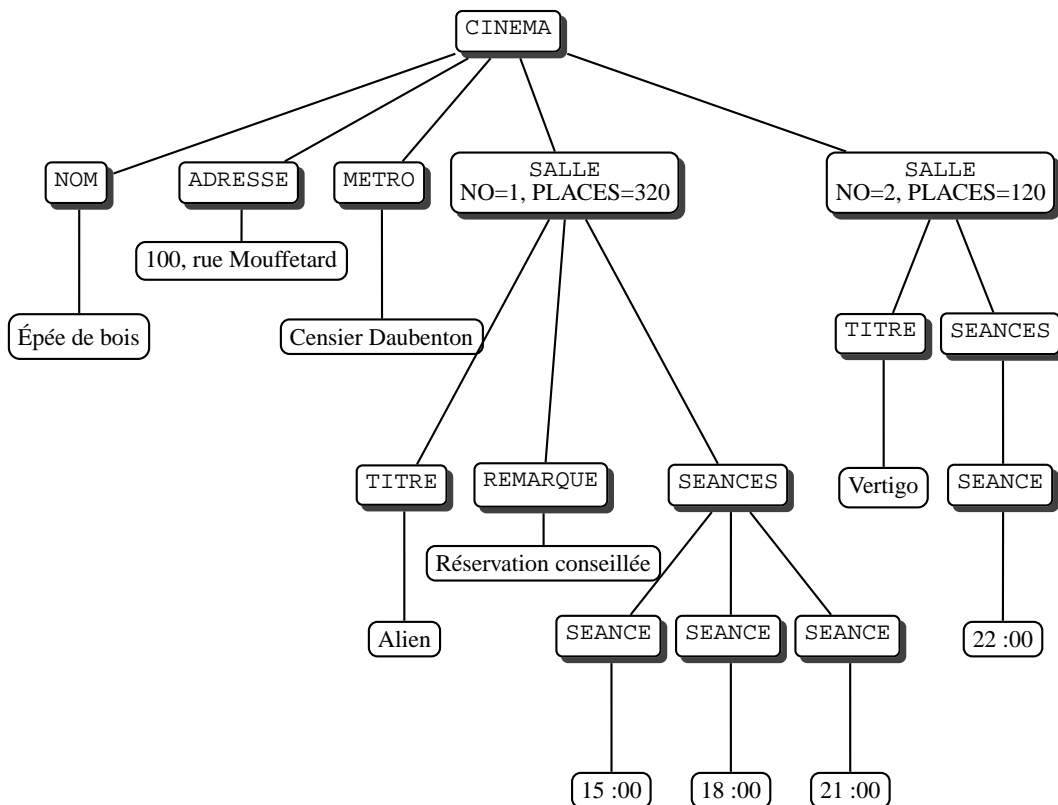 CINEMA
NOM
ADRESSE
METRO
SALLE
NO=1, PLACES=320
SALLE
NO=2, PLACES=120
100, rue Mouffetard
Épée de bois
Censier Daubenton
TITRE
SEANCES
TITRE
REMARQUE
SEANCES
Vertigo
SEANCE
Réservation conseillée
Alien
SEANCE
SEANCE
SEANCE
22 :00
15 :00
18 :00
21 :00